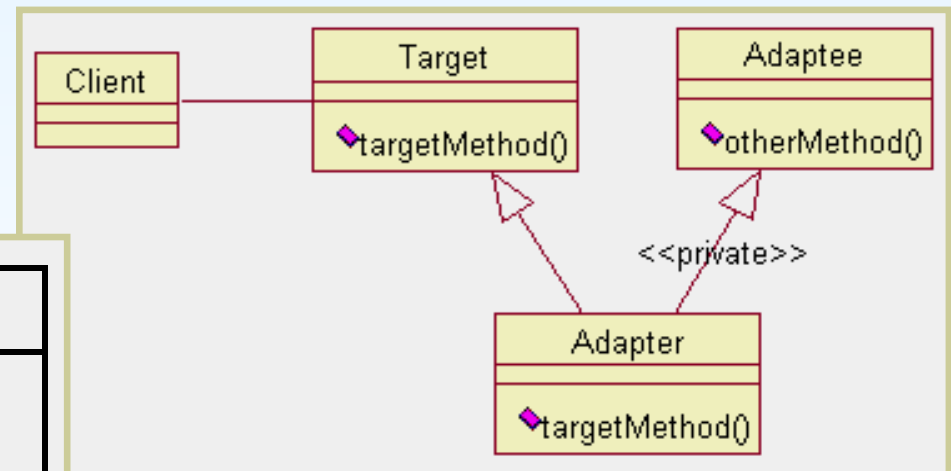 Client
Target
targetMethod()
Adaptee
otherMethod()
<<private>>
Adapter
targetMethod()